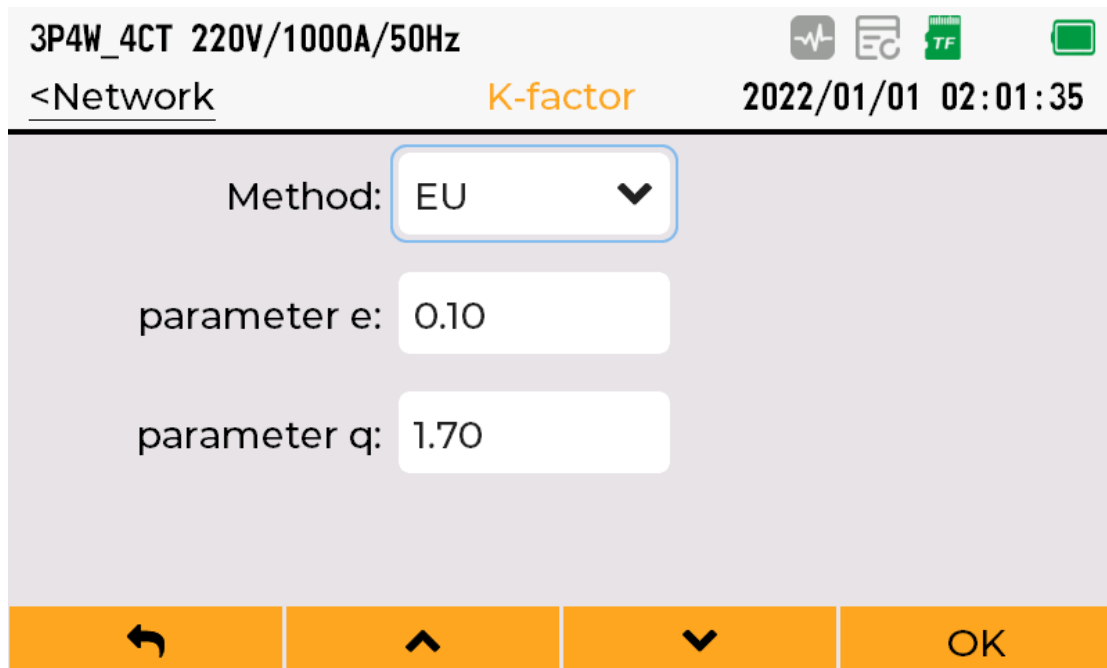 3P4W_4CT 220V/1000A/50Hz TF
<Network K-factor 2022/01/01 02:01:35
Method: EU
parameter e: 0.10
parameter q: 1.70
OK